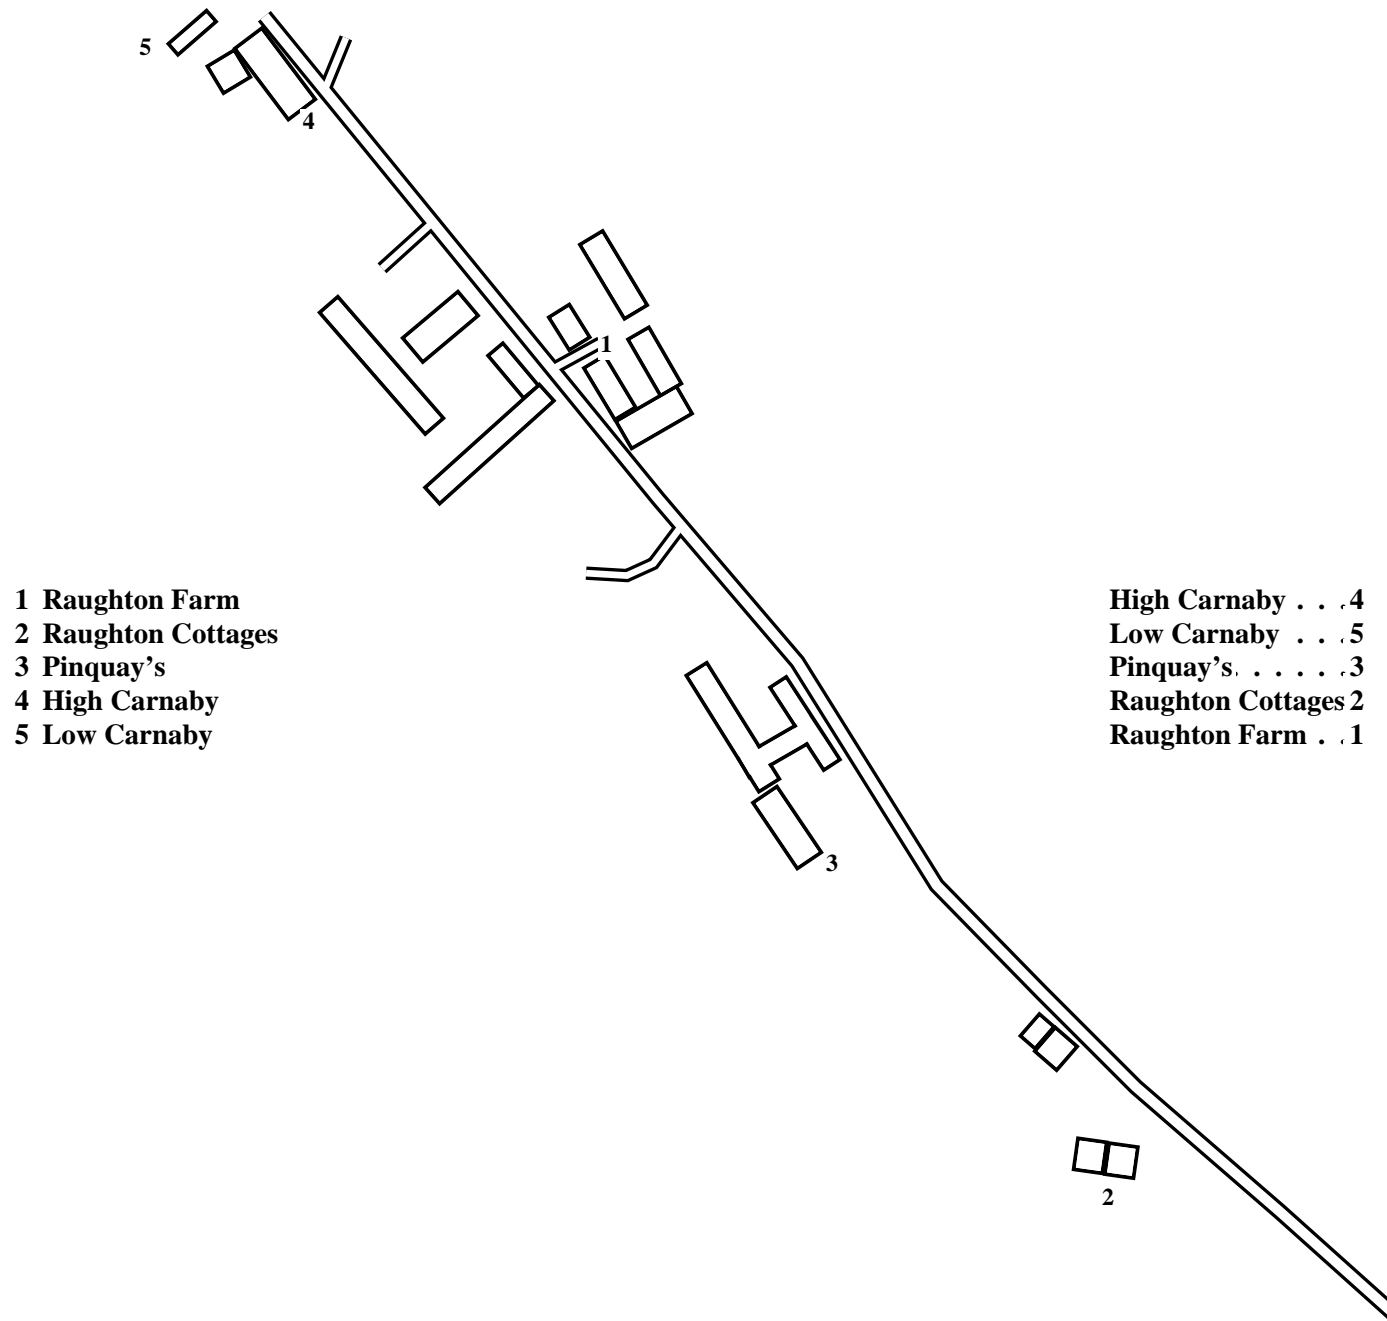 5
4
1
1 Raughton Farm
2 Raughton Cottages
3 Pinquay's
4 High Carnaby
5 Low Carnaby
High Carnaby . . . 4
Low Carnaby . . . 5
Pinquay's . . . . . . 3
Raughton Cottages 2
Raughton Farm . . 1
3
2